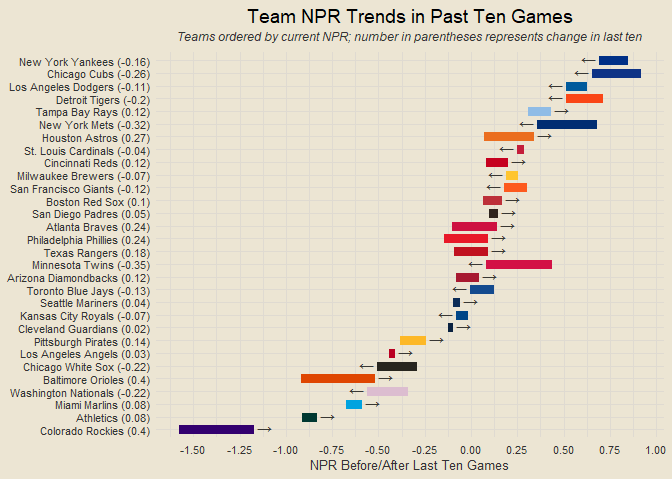 Team NPR Trends in Past Ten Games
Teams ordered by current NPR; number in parentheses represents change in last ten
New York Yankees (-0.16)
Chicago Cubs (-0.26)
Los Angeles Dodgers (-0.11)
Detroit Tigers (-0.2)
Tampa Bay Rays (0.12)
New York Mets (-0.32)
Houston Astros (0.27)
St. Louis Cardinals (-0.04)
Cincinnati Reds (0.12)
Milwaukee Brewers (-0.07)
San Francisco Giants (-0.12)
Boston Red Sox (0.1)
San Diego Padres (0.05)
Atlanta Braves (0.24)
Philadelphia Phillies (0.24)
Texas Rangers (0.18)
Minnesota Twins (-0.35)
Arizona Diamondbacks (0.12)
Toronto Blue Jays (-0.13)
Seattle Mariners (0.04)
Kansas City Royals (-0.07)
Cleveland Guardians (0.02)
Pittsburgh Pirates (0.14)
Los Angeles Angels (0.03)
Chicago White Sox (-0.22)
Baltimore Orioles (0.4)
Washington Nationals (-0.22)
Miami Marlins (0.08)
Athletics (0.08)
Colorado Rockies (0.4)
-1.50 -1.25 -1.00 -0.75 -0.50 -0.25 0.00 0.25 0.50 0.75 1.00
NPR Before/After Last Ten Games